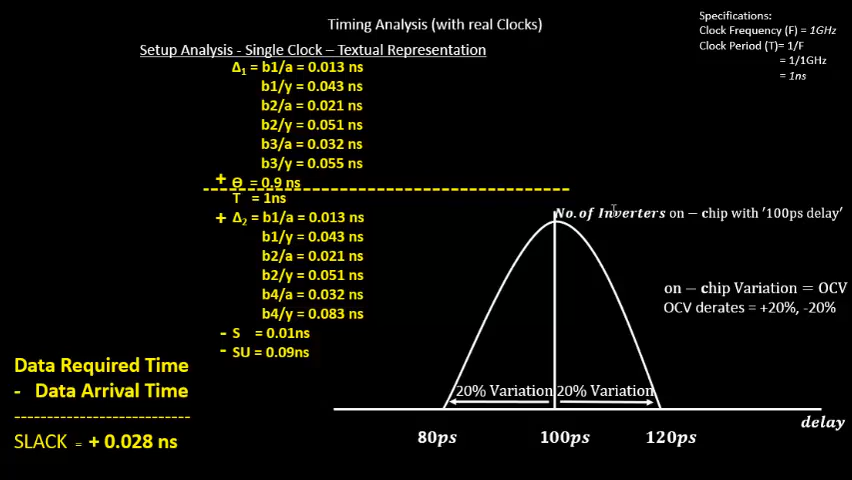 Timing Analysis (with real Clocks)
Specifications:
Clock Frequency (F) = 1GHz
Clock Period (T)= 1/F
= 1/1GHz
= 1ns
Setup Analysis - Single Clock – Textual Representation
Δ1 = b1/a = 0.013 ns
b1/y = 0.043 ns
b2/a = 0.021 ns
b2/y = 0.051 ns
b3/a = 0.032 ns
b3/y = 0.055 ns
+ Ө = 0.9 ns
T = 1ns
+ Δ2 = b1/a = 0.013 ns
b1/y = 0.043 ns
b2/a = 0.021 ns
b2/y = 0.051 ns
b4/a = 0.032 ns
b4/y = 0.083 ns
- S = 0.01ns
- SU = 0.09ns
Data Required Time
- Data Arrival Time
---------------------------
SLACK = + 0.028 ns
No. of Inverters on − chip with ′100ps delay′
on − chip Variation = OCV
OCV derates = +20%, -20%
20% Variation 20% Variation
delay
80ps 100ps 120ps